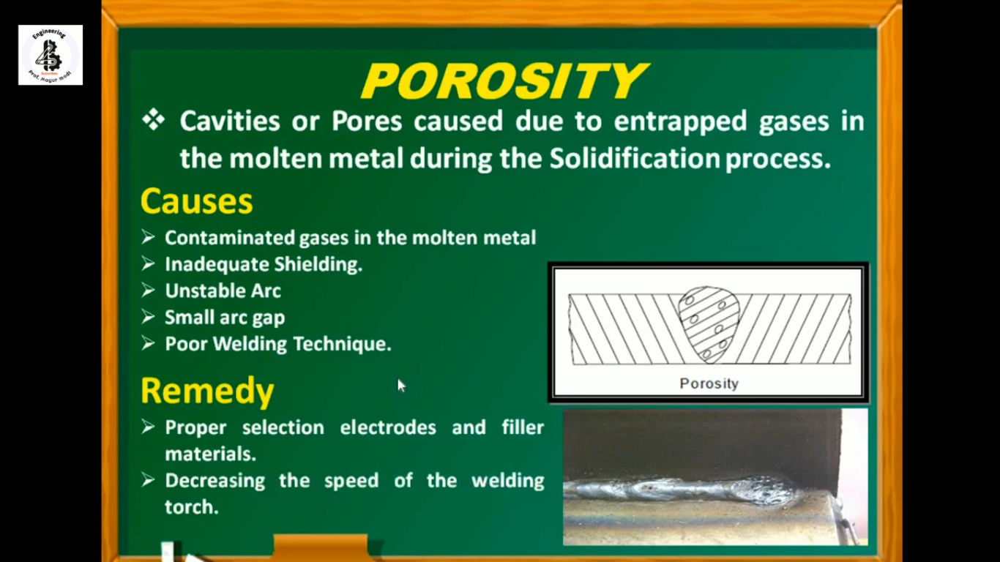 Engineering
Subscribe
Prof. Mayur modi
POROSITY
❖ Cavities or Pores caused due to entrapped gases in
the molten metal during the Solidification process.
Causes
➢ Contaminated gases in the molten metal
➢ Inadequate Shielding.
➢ Unstable Arc
➢ Small arc gap
➢ Poor Welding Technique.
Porosity
Remedy
➢ Proper selection electrodes and filler
materials.
➢ Decreasing the speed of the welding
torch.